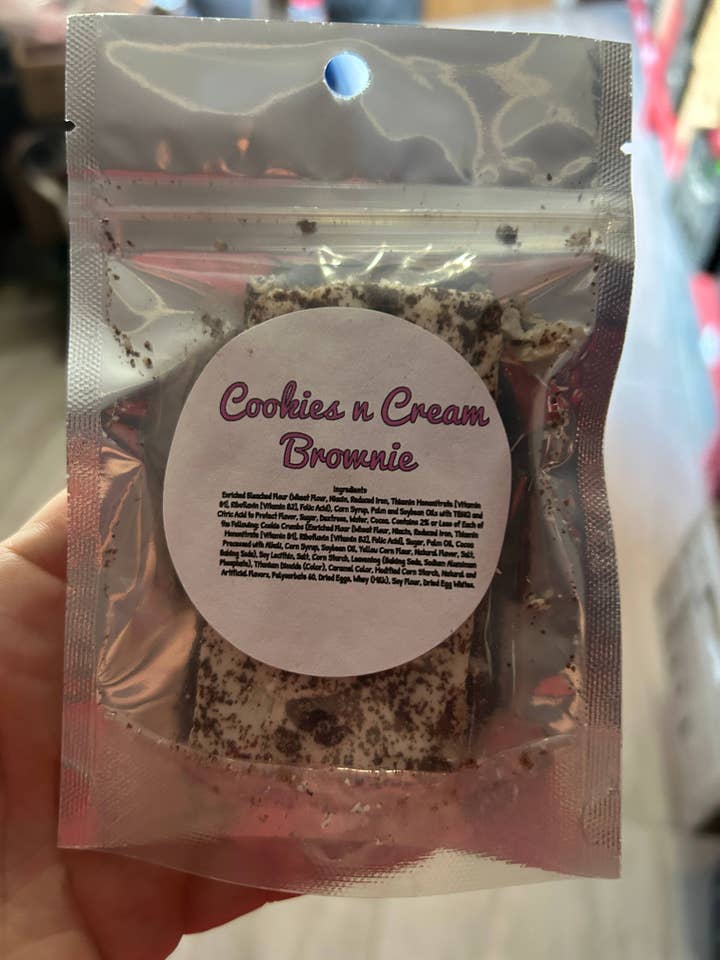 Cookies n Cream
Brownie
Ingredients
Enriched Bleached Flour (Wheat Flour, Niacin, Reduced Iron, Thiamin Mononitrate [Vitamin
B1], Riboflavin [Vitamin B2], Folic Acid), Corn Syrup, Palm and Soybean Oils with TBHQ and
Citric Acid to Protect Flavor, Sugar, Dextrose, Water, Cocoa. Contains 2% or Less of Each of
the Following: Cookie Crumbs (Enriched Flour [Wheat Flour, Niacin, Reduced Iron, Thiamin
Mononitrate [Vitamin B1], Riboflavin [Vitamin B2], Folic Acid], Sugar, Palm Oil, Cocoa
Processed with Alkali, Corn Syrup, Soybean Oil, Yellow Corn Flour, Natural Flavor, Salt,
Baking Soda), Soy Lecithin, Salt, Corn Starch, Leavening (Baking Soda, Sodium Aluminum
Phosphate), Titanium Dioxide (Color), Caramel Color, Modified Corn Starch, Natural and
Artificial Flavors, Polysorbate 60, Dried Eggs, Whey (Milk), Soy Flour, Dried Egg Whites.